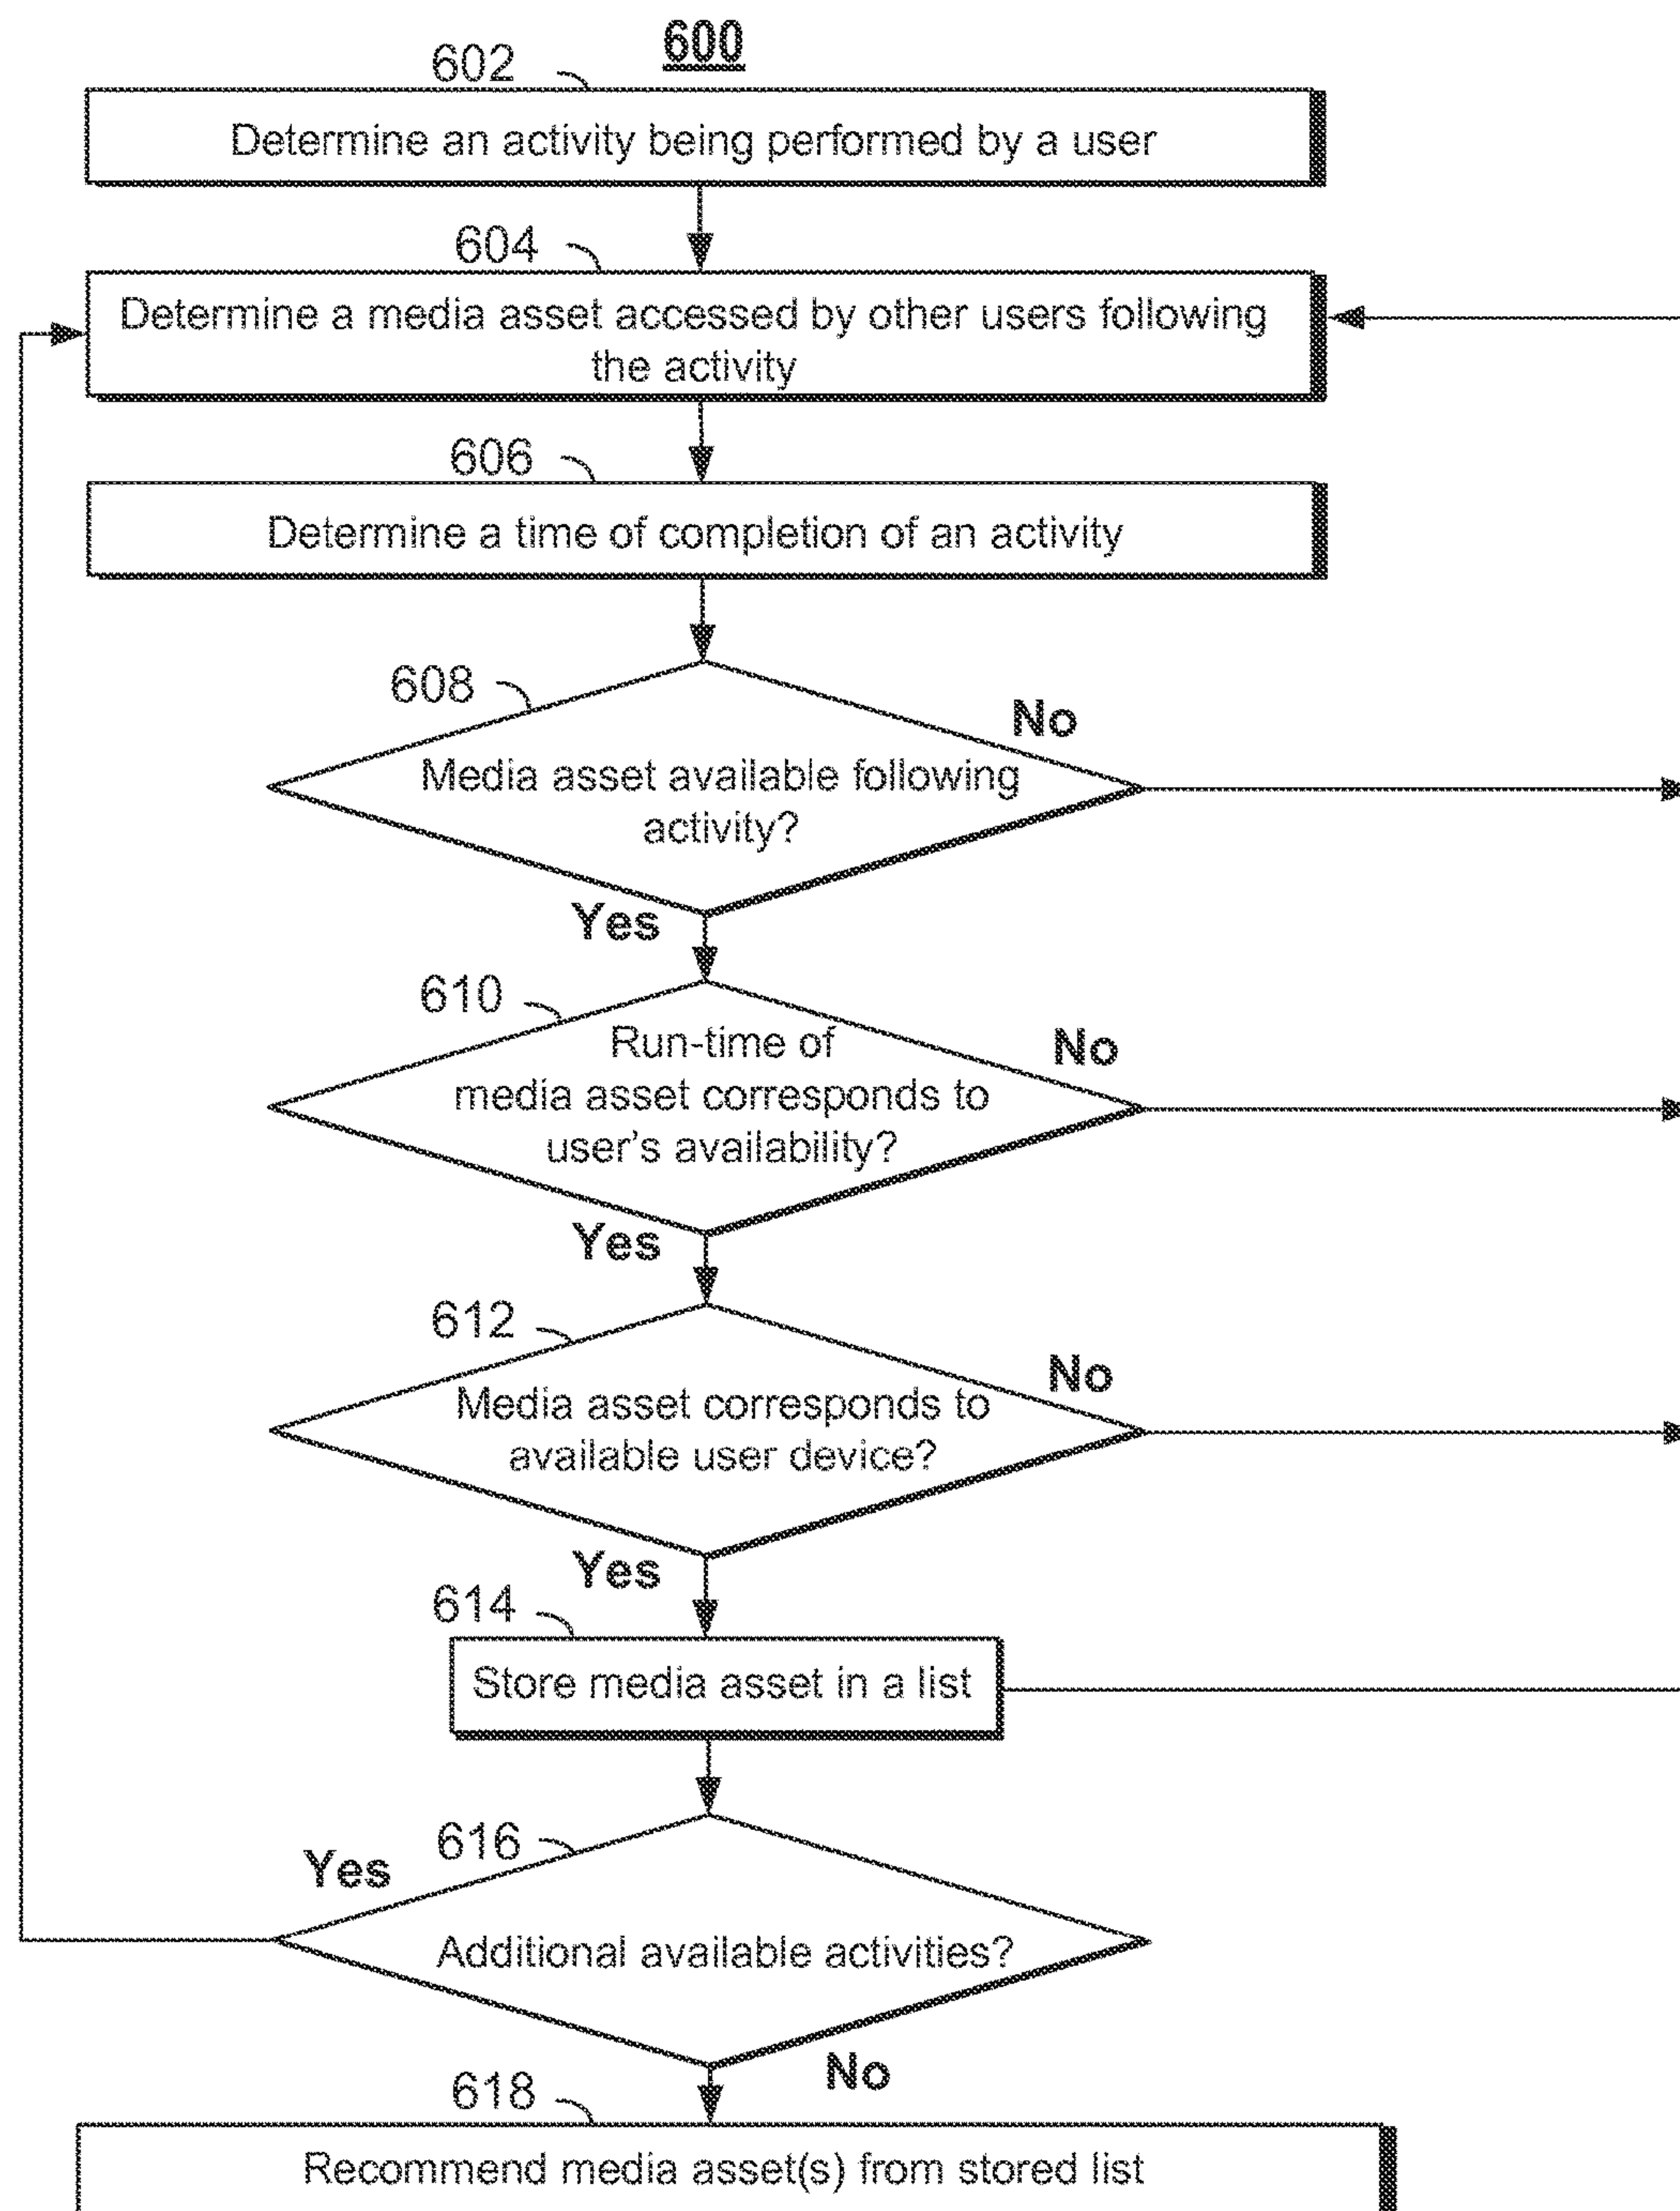 600
602
Determine an activity being performed by a user
604
Determine a media asset accessed by other users following
the activity
606
Determine a time of completion of an activity
608
No
Media asset available following
activity?
Yes
610
No
Run-time of
media asset corresponds to
user's availability?
Yes
612
No
Media asset corresponds to
available user device?
Yes
614
Store media asset in a list
616
Yes
Additional available activities?
No
618
Recommend media asset(s) from stored list